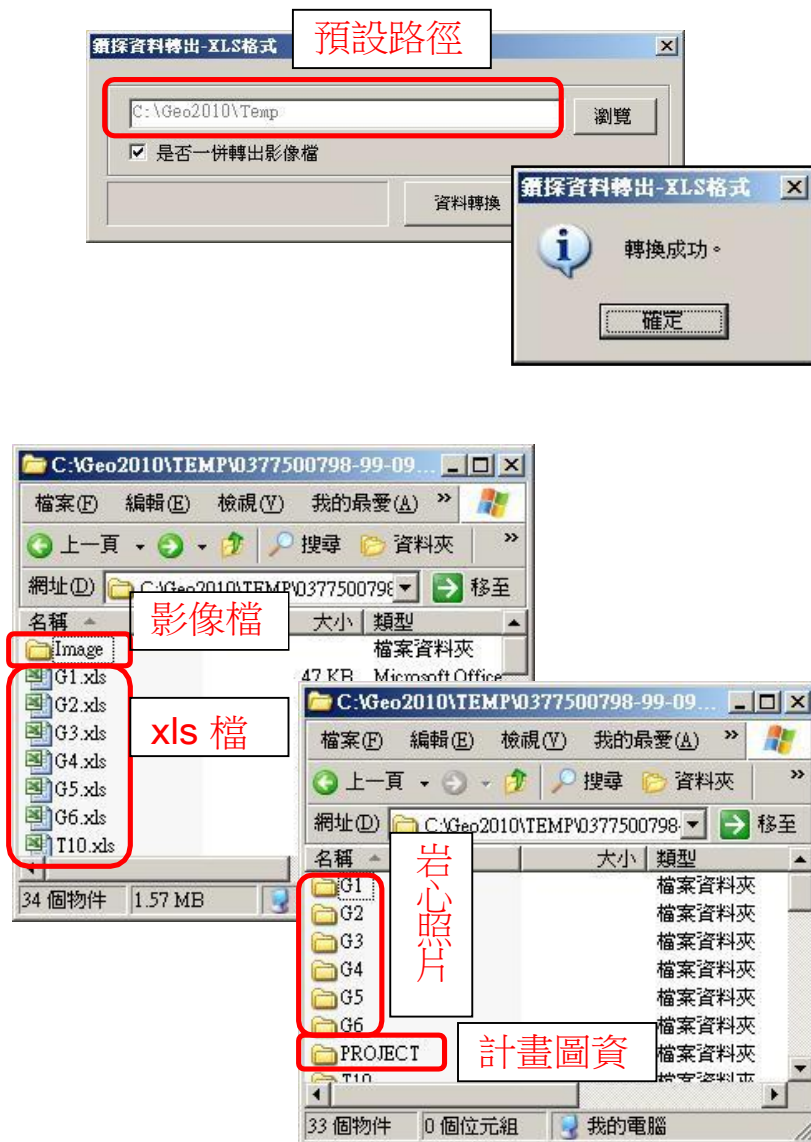 鑽探資料轉出-XLS格式
預設路徑
C:\Geo2010\Temp
瀏覽
是否一併轉出影像檔
資料轉換
鑽探資料轉出-XLS格式
轉換成功。
確定
C:\Geo2010\TEMP\0377500798-99-09...
檔案(F) 編輯(E) 檢視(V) 我的最愛(A) »
上一頁 搜尋 資料夾 »
網址(D) C:\Geo2010\TEMP\037750079 移至
名稱 大小 類型
影像檔
Image 檔案資料夾
G1.xls 47 KB Microsoft Office
G2.xls
G3.xls
xls 檔
G4.xls
G5.xls
G6.xls
T10.xls
34 個物件 1.57 MB
C:\Geo2010\TEMP\0377500798-99-09...
檔案(F) 編輯(E) 檢視(V) 我的最愛(A) »
上一頁 搜尋 資料夾 »
網址(D) C:\Geo2010\TEMP\0377500798- 移至
名稱 大小 類型
岩心照片
G1 檔案資料夾
G2 檔案資料夾
G3 檔案資料夾
G4 檔案資料夾
G5 檔案資料夾
G6 檔案資料夾
PROJECT 檔案資料夾
計畫圖資
T10 檔案資料夾
33 個物件 0 個位元組 我的電腦